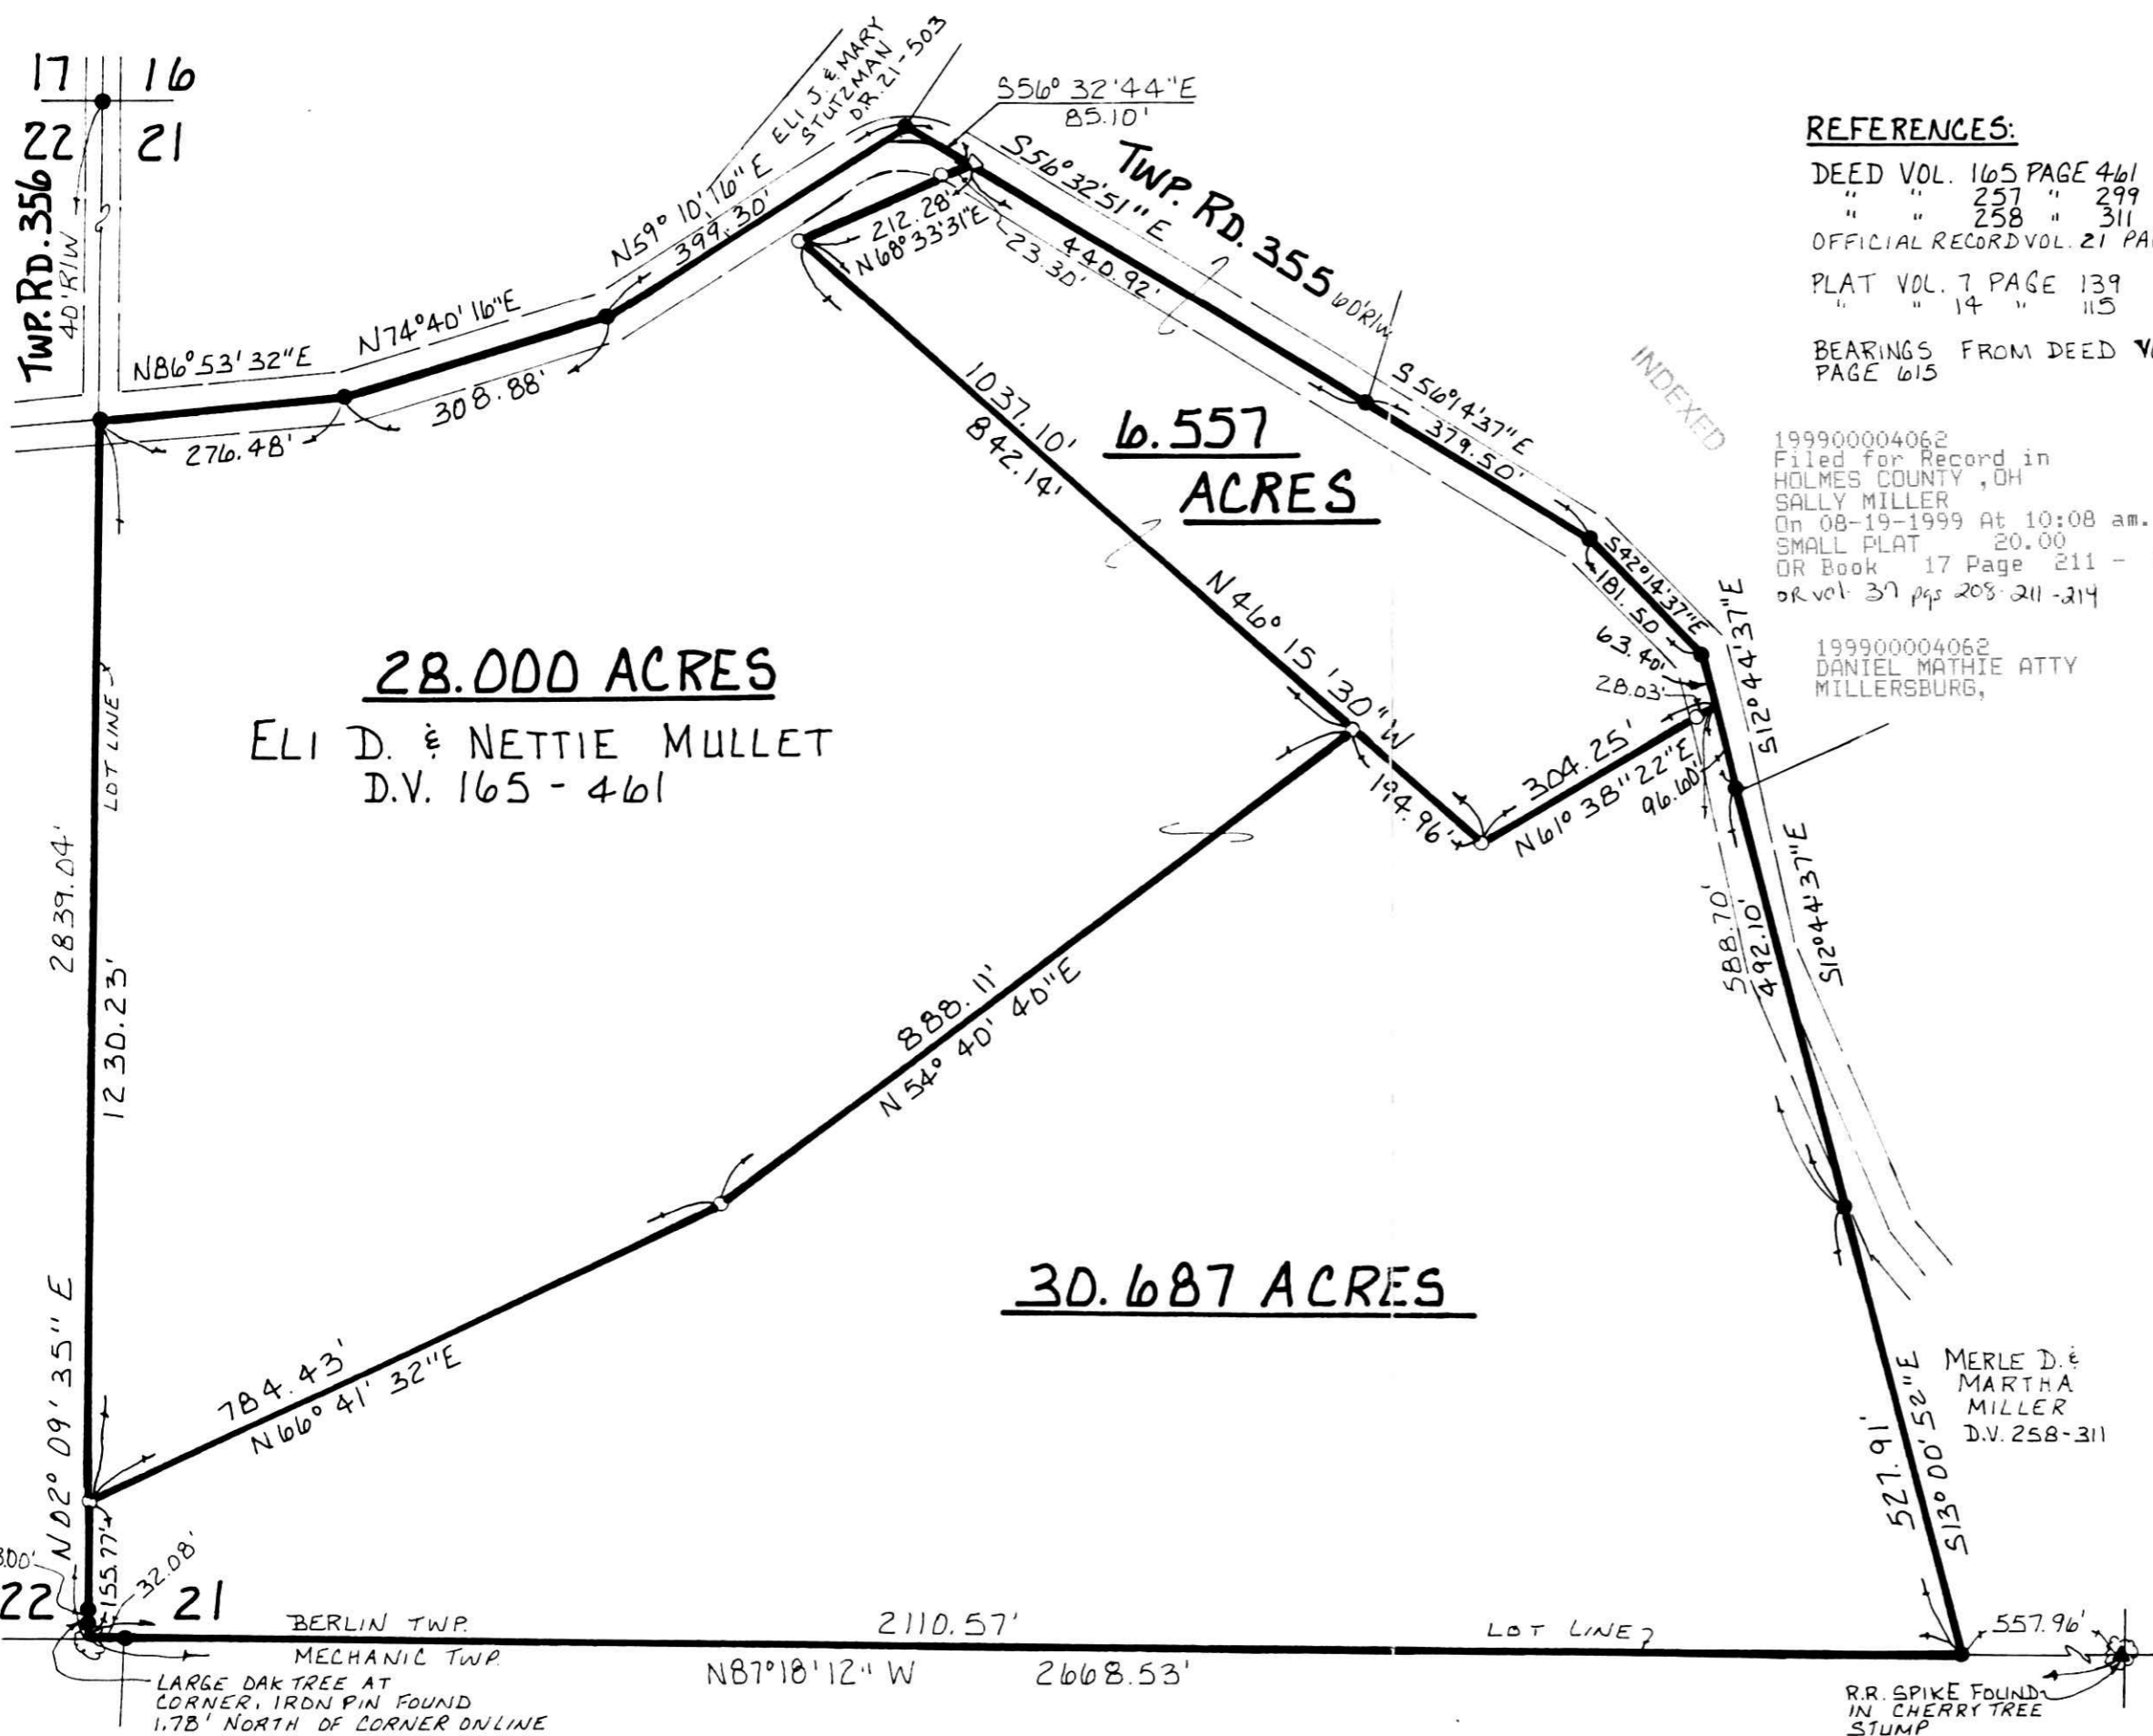 17 16
22 21
TWP. RD. 356
40' R/W
ELI J. & MARY
STUTZMAN
D.R. 21-503
S56° 32' 44" E
85.10'
N59° 10' 16" E
399.30'
N74° 40' 16" E
308.88'
N86° 53' 32" E
276.48'
212.28'
N68° 33' 31" E
23.30'
S56° 32' 51" E
440.92'
TWP. RD. 355
60' R/W
S56° 14' 37" E
379.50'
S42° 14' 37" E
181.50
63.40'
28.03'
S12° 44' 37" E
1037.10'
842.14'
N46° 15' 30" W
194.96'
304.25'
N61° 38" 22" E
96.60'
6.557
ACRES
REFERENCES:
DEED VOL. 165 PAGE 461
" " 257 " 299
" " 258 " 311
OFFICIAL RECORD VOL. 21
PLAT VOL. 7 PAGE 139
" " 14 " 115
BEARINGS FROM DEED
PAGE 615
INDEXED
199900004062
Filed for Record in
HOLMES COUNTY, OH
SALLY MILLER
On 08-19-1999 At 10:08 am.
SMALL PLAT 20.00
OR Book 17 Page 211 -
OR vol. 37 pgs 208-211-214
199900004062
DANIEL MATHIE ATTY
MILLERSBURG,
28.000 ACRES
ELI D. & NETTIE MULLET
D.V. 165 - 461
LOT LINE
2839.04'
1230.23'
N02° 09' 35" E
888.11'
N54° 40' 40" E
784.43'
N66° 41' 32" E
588.70'
492.10'
S12° 44' 37" E
30.687 ACRES
MERLE D. &
MARTHA
MILLER
D.V. 258-311
527.91'
S13° 00' 52" E
155.77'
32.08'
22 21
BERLIN TWP.
MECHANIC TWP.
2110.57'
LOT LINE
557.96'
N87° 18' 12" W 2668.53'
LARGE OAK TREE AT
CORNER, IRON PIN FOUND
1.78' NORTH OF CORNER ON LINE
R.R. SPIKE FOUND
IN CHERRY TREE
STUMP